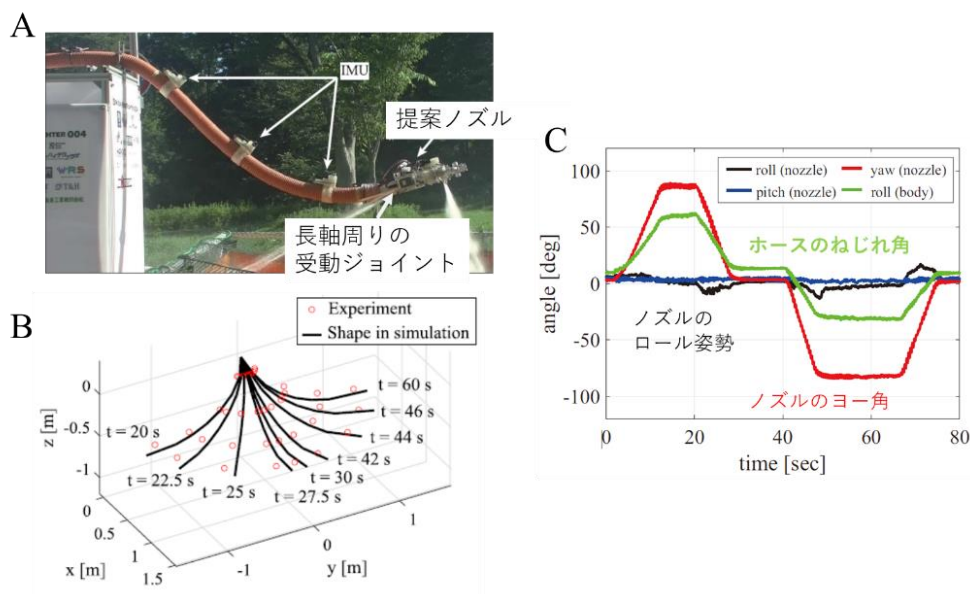 A
IMU
提案ノズル
長軸周りの
受動ジョイント
FIGHTER 004
WRS
B
Experiment
Shape in simulation
0
-0.5
-1
z [m]
t = 20 s
t = 22.5 s
t = 25 s
t = 27.5 s
t = 30 s
t = 42 s
t = 44 s
t = 46 s
t = 60 s
0
0.5
1
1.5
x [m]
-1
0
1
y [m]
C
roll (nozzle)
yaw (nozzle)
pitch (nozzle)
roll (body)
ホースのねじれ角
ノズルの
ロール姿勢
ノズルのヨー角
100
50
0
-50
-100
angle [deg]
0
20
40
60
80
time [sec]